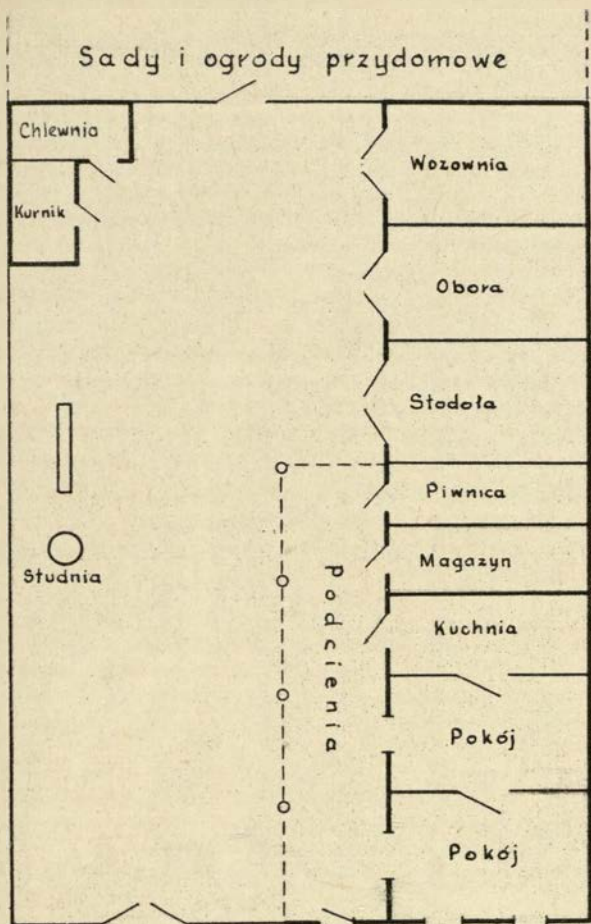 Sady i ogrody przydomowe
Chlewnia
Wozownia
Kurnik
Obora
Stodoła
Piwnica
Studnia
Magazyn
Podcienia
Kuchnia
Pokój
Pokój